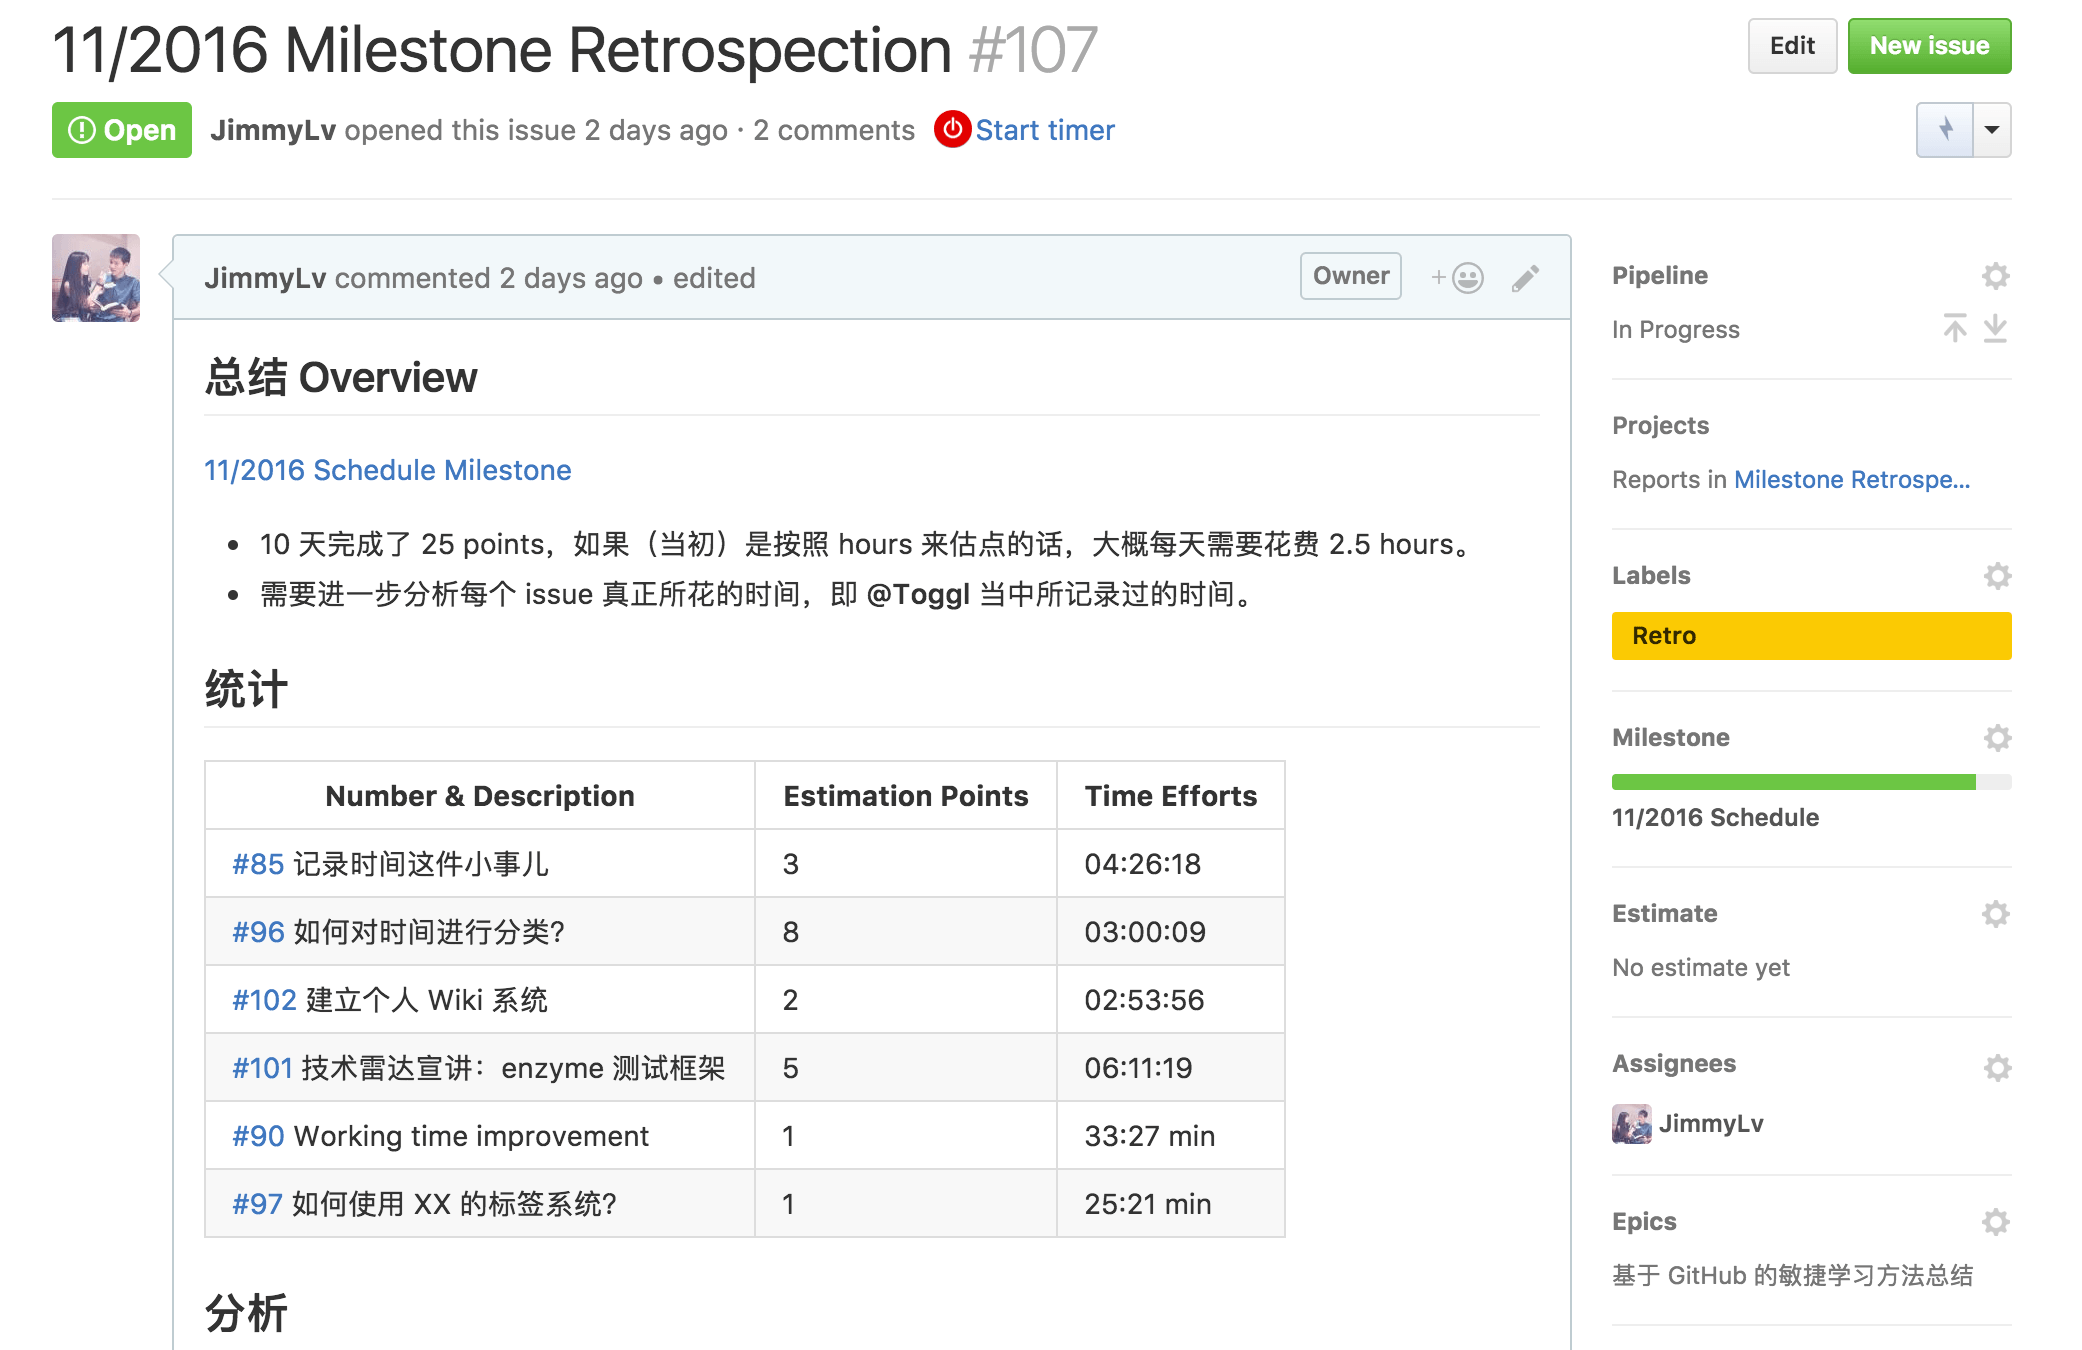 11/2016 Milestone Retrospection #107
Edit
New issue
Open
JimmyLv opened this issue 2 days ago · 2 comments
Start timer
JimmyLv commented 2 days ago • edited
Owner
总结 Overview
11/2016 Schedule Milestone
• 10 天完成了 25 points，如果（当初）是按照 hours 来估点的话，大概每天需要花费 2.5 hours。
• 需要进一步分析每个 issue 真正所花的时间，即 @Toggl 当中所记录过的时间。
统计
Number & Description Estimation Points Time Efforts
#85 记录时间这件小事儿 3 04:26:18
#96 如何对时间进行分类? 8 03:00:09
#102 建立个人 Wiki 系统 2 02:53:56
#101 技术雷达宣讲：enzyme 测试框架 5 06:11:19
#90 Working time improvement 1 33:27 min
#97 如何使用 XX 的标签系统? 1 25:21 min
分析
Pipeline
In Progress
Projects
Reports in Milestone Retrospe...
Labels
Retro
Milestone
11/2016 Schedule
Estimate
No estimate yet
Assignees
JimmyLv
Epics
基于 GitHub 的敏捷学习方法总结